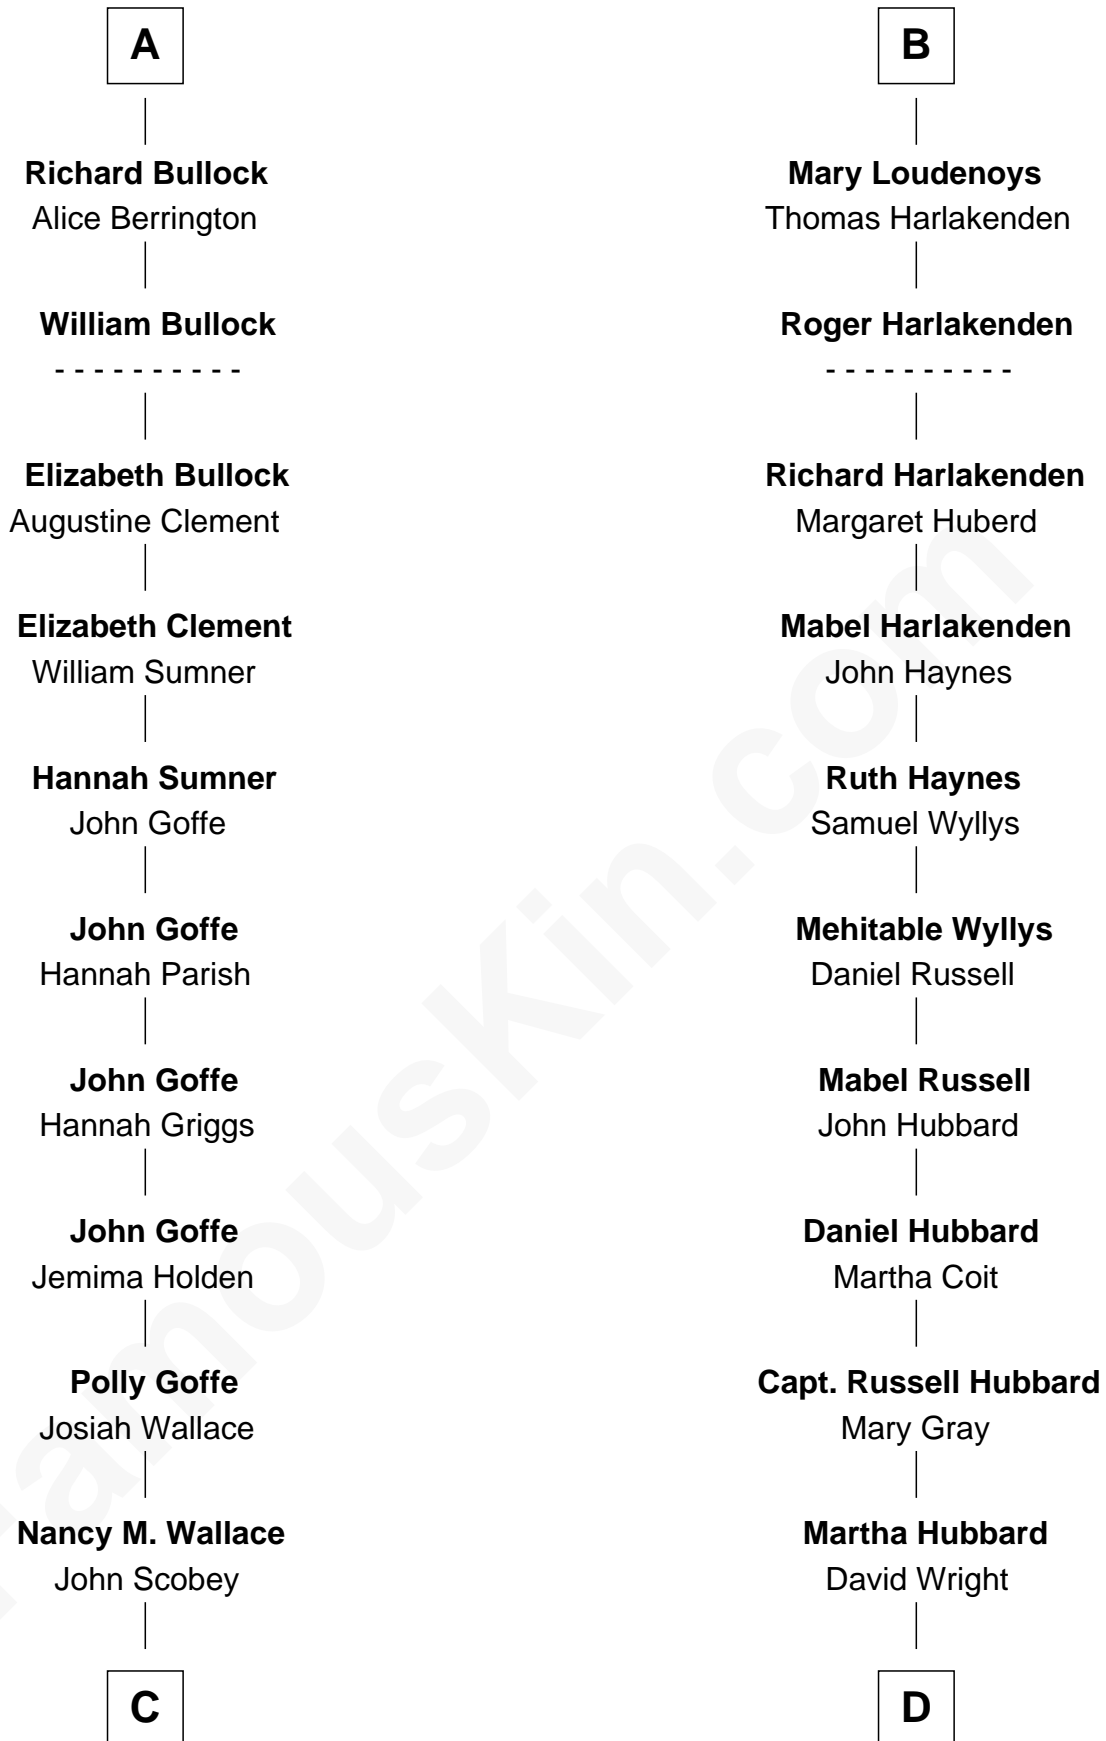 A
Richard Bullock
Alice Berrington
William Bullock
- - - - - - - - - -
Elizabeth Bullock
Augustine Clement
Elizabeth Clement
William Sumner
Hannah Sumner
John Goffe
John Goffe
Hannah Parish
John Goffe
Hannah Griggs
John Goffe
Jemima Holden
Polly Goffe
Josiah Wallace
Nancy M. Wallace
John Scobey
C
B
Mary Loudenoys
Thomas Harlakenden
Roger Harlakenden
- - - - - - - - - -
Richard Harlakenden
Margaret Huberd
Mabel Harlakenden
John Haynes
Ruth Haynes
Samuel Wyllys
Mehitable Wyllys
Daniel Russell
Mabel Russell
John Hubbard
Daniel Hubbard
Martha Coit
Capt. Russell Hubbard
Mary Gray
Martha Hubbard
David Wright
D
FamousKin.com